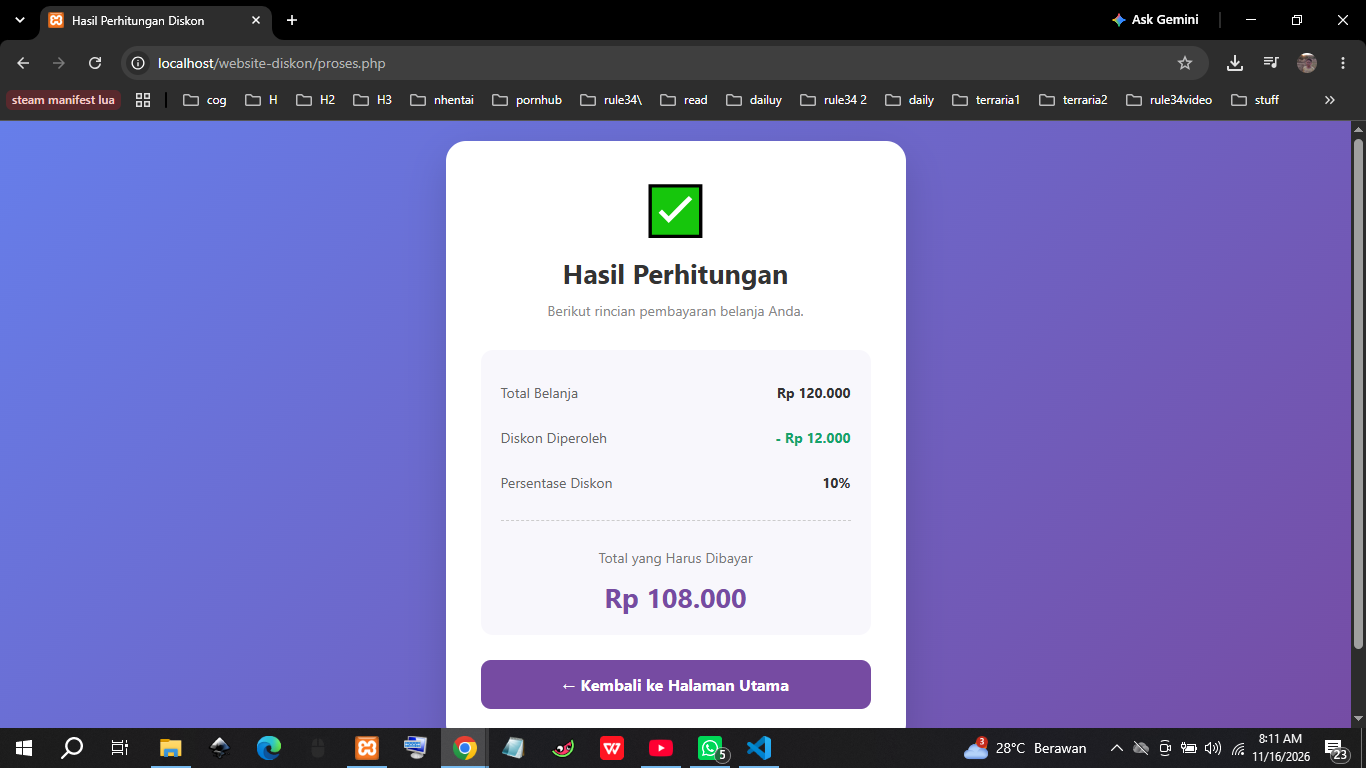 Hasil Perhitungan Diskon
Ask Gemini
localhost/website-diskon/proses.php
steam manifest lua
cog
H
H2
H3
nhentai
pornhub
rule34\
read
dailuy
rule34 2
daily
terraria1
terraria2
rule34video
stuff
Hasil Perhitungan
Berikut rincian pembayaran belanja Anda.
Total Belanja Rp 120.000
Diskon Diperoleh - Rp 12.000
Persentase Diskon 10%
Total yang Harus Dibayar
Rp 108.000
← Kembali ke Halaman Utama
3
28°C Berawan
5
8:11 AM
11/16/2026
23